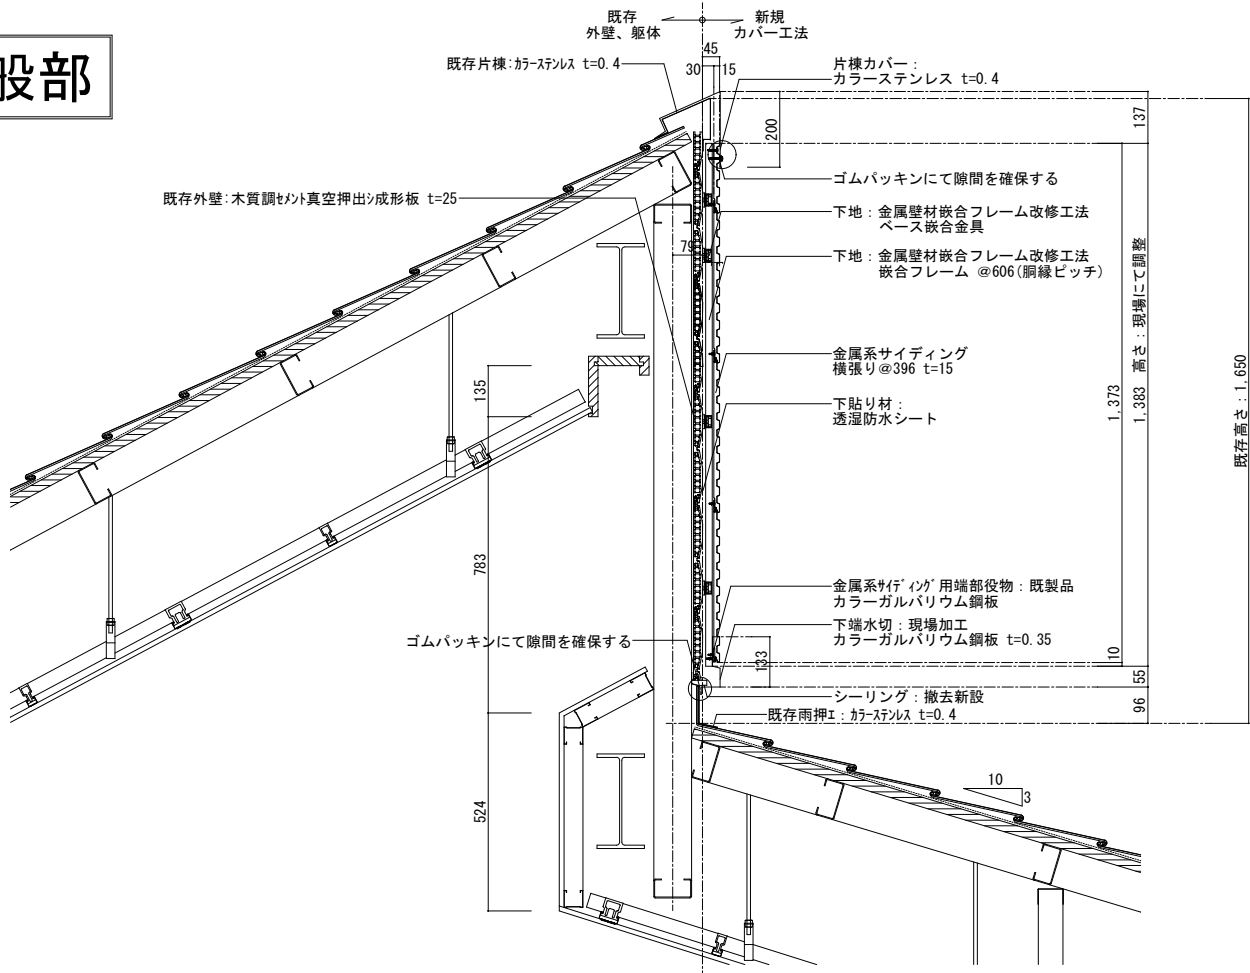 般部
既存
外壁、躯体
新規
カバー工法
45
30
15
既存片棟:カラーステンレス t=0.4
片棟カバー：
カラーステンレス t=0.4
200
137
ゴムパッキンにて隙間を確保する
既存外壁:木質調セメント真空押出シ成形板 t=25
下地：金属壁材嵌合フレーム改修工法
ベース嵌合金具
79
下地：金属壁材嵌合フレーム改修工法
嵌合フレーム @606(胴縁ピッチ)
金属系サイディング
横張り@396 t=15
下貼り材：
透湿防水シート
1,373
1,383 高さ：現場にて調整
既存高さ：1,650
135
783
524
金属系サイディング用端部役物：既製品
カラーガルバリウム鋼板
下端水切：現場加工
カラーガルバリウム鋼板 t=0.35
ゴムパッキンにて隙間を確保する
133
10
55
96
シーリング：撤去新設
既存雨押エ：カラーステンレス t=0.4
10
3